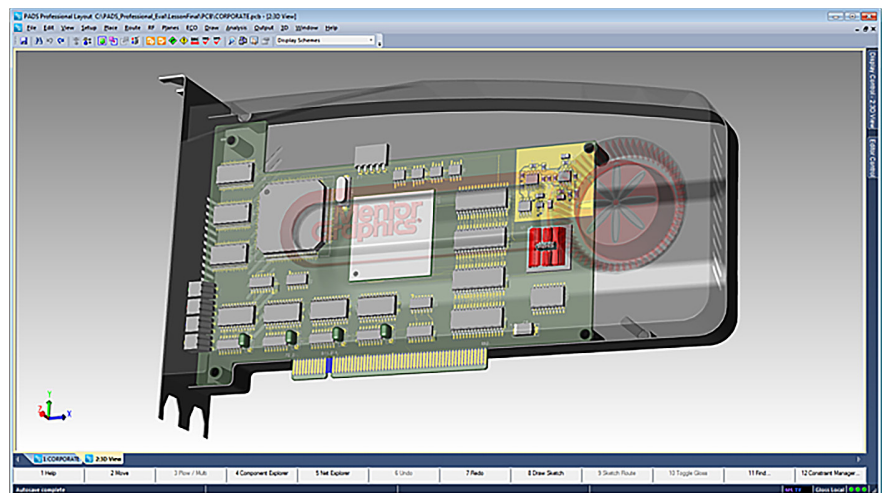 PADS Professional Layout C:\PADS_Professional_Eval\LessonFinal\PCB\CORPORATE.pcb - [2:3D View]
File Edit View Setup Place Route RF Planes ECO Draw Analysis Output 3D Window Help
Display Schemes
Display Control - 2:3D View
Editor Control
Mentor
Graphics
Y
Z
X
1:CORPORATE 2:3D View
1 Help 2 Move 3 Plow / Multi 4 Component Explorer 5 Net Explorer 6 Undo 7 Redo 8 Draw Sketch 9 Sketch Route 10 Toggle Gloss 11 Find... 12 Constraint Manager...
Autosave complete Gloss Local